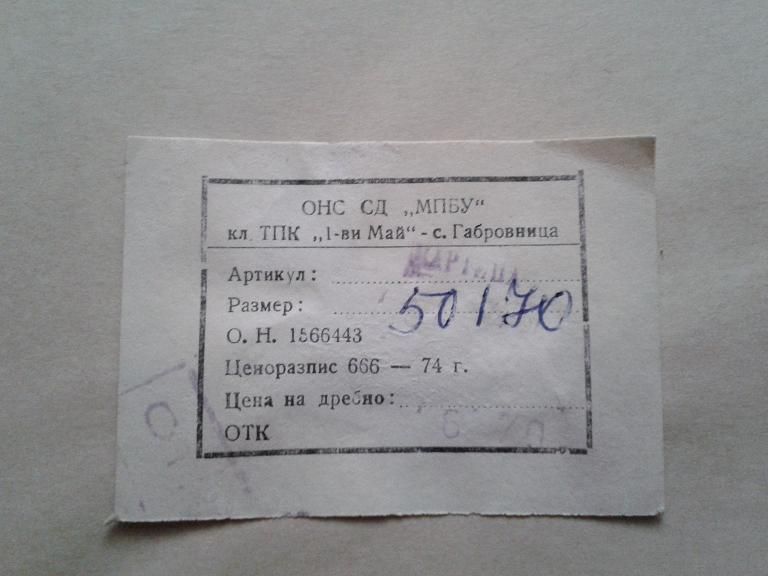 ОНС СД „МПБУ“
кл. ТПК „1-ви Май“ - с. Габровница
Артикул: КАРТИНА
Размер: 50/70
О. Н. 1566443
Ценоразпис 666 — 74 г.
Цена на дребно:
ОТК